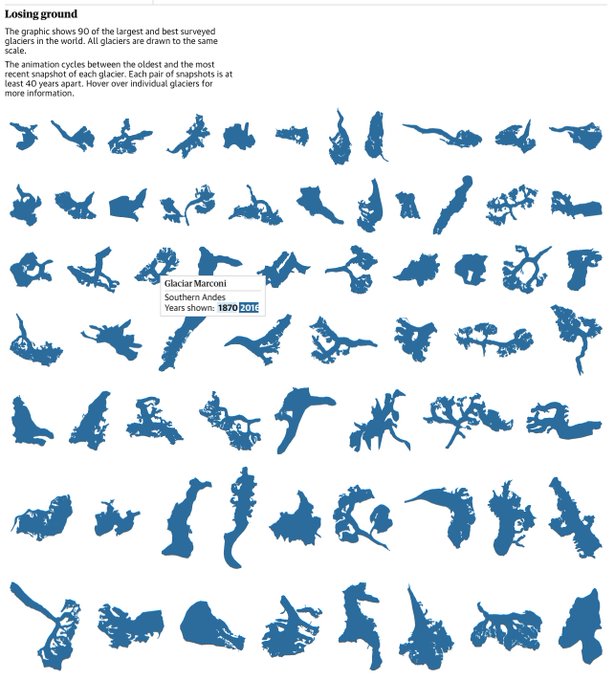 Losing ground
The graphic shows 90 of the largest and best surveyed
glaciers in the world. All glaciers are drawn to the same
scale.
The animation cycles between the oldest and the most
recent snapshot of each glacier. Each pair of snapshots is at
least 40 years apart. Hover over individual glaciers for
more information.
Glaciar Marconi
Southern Andes
Years shown: 1870 2016